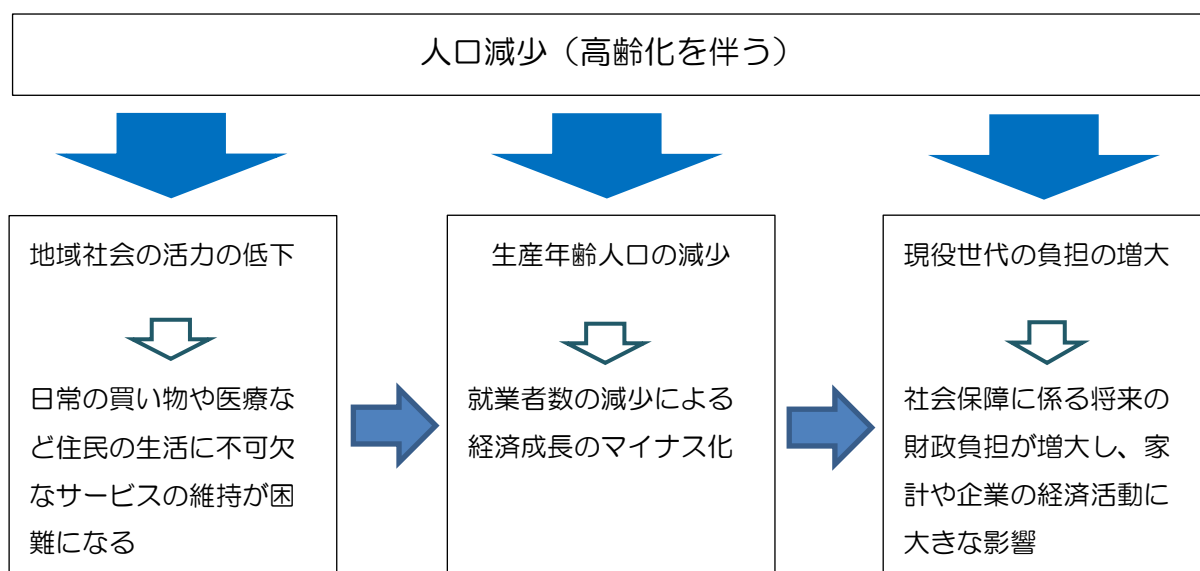 人口減少（高齢化を伴う）
地域社会の活力の低下
日常の買い物や医療な
ど住民の生活に不可欠
なサービスの維持が困
難になる
生産年齢人口の減少
就業者数の減少による
経済成長のマイナス化
現役世代の負担の増大
社会保障に係る将来の
財政負担が増大し、家
計や企業の経済活動に
大きな影響